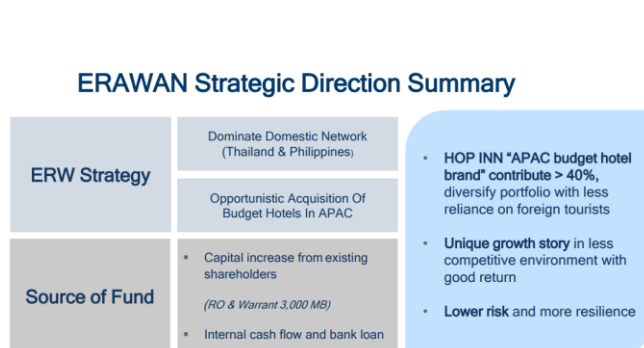 ERAWAN Strategic Direction Summary
ERW Strategy
Dominate Domestic Network
(Thailand & Philippines)
Opportunistic Acquisition Of
Budget Hotels In APAC
Source of Fund
▪ Capital increase from existing
shareholders
(RO & Warrant 3,000 MB)
▪ Internal cash flow and bank loan
• HOP INN “APAC budget hotel
brand” contribute > 40%,
diversify portfolio with less
reliance on foreign tourists
• Unique growth story in less
competitive environment with
good return
• Lower risk and more resilience